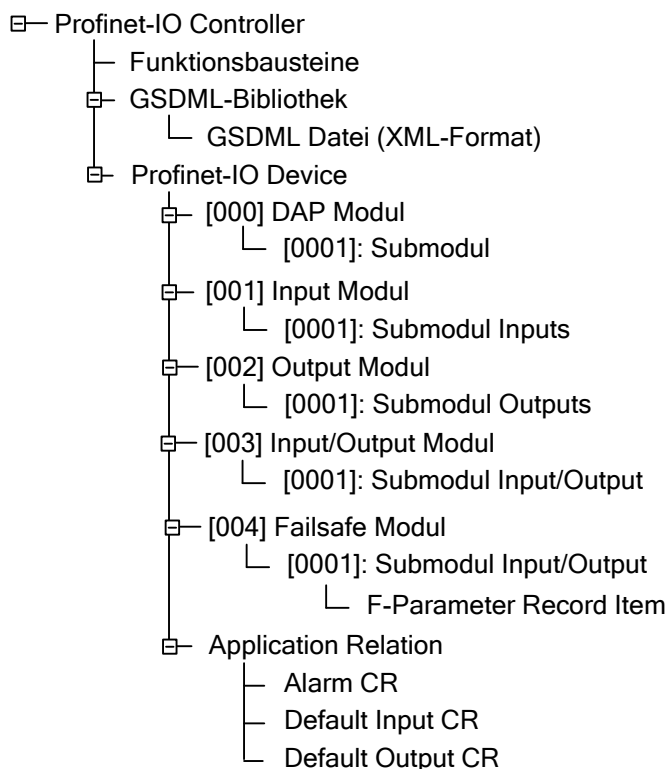 Profinet-IO Controller
Funktionsbausteine
GSDML-Bibliothek
GSDML Datei (XML-Format)
Profinet-IO Device
[000] DAP Modul
[0001]: Submodul
[001] Input Modul
[0001]: Submodul Inputs
[002] Output Modul
[0001]: Submodul Outputs
[003] Input/Output Modul
[0001]: Submodul Input/Output
[004] Failsafe Modul
[0001]: Submodul Input/Output
F-Parameter Record Item
Application Relation
Alarm CR
Default Input CR
Default Output CR